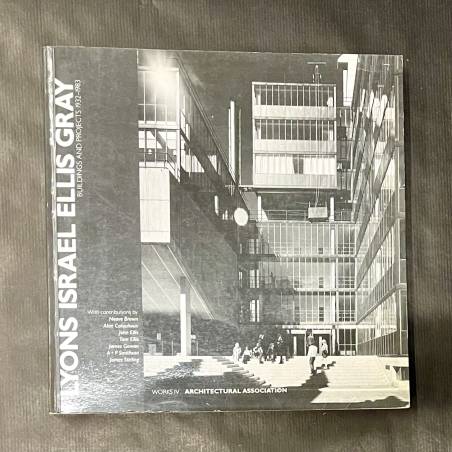 LYONS ISRAEL ELLIS GRAY
BUILDINGS AND PROJECTS 1932–1983
With contributions by
Neave Brown
Alan Colquhoun
John Ellis
Tom Ellis
James Gowan
A + P Smithson
James Stirling
WORKS IV ARCHITECTURAL ASSOCIATION